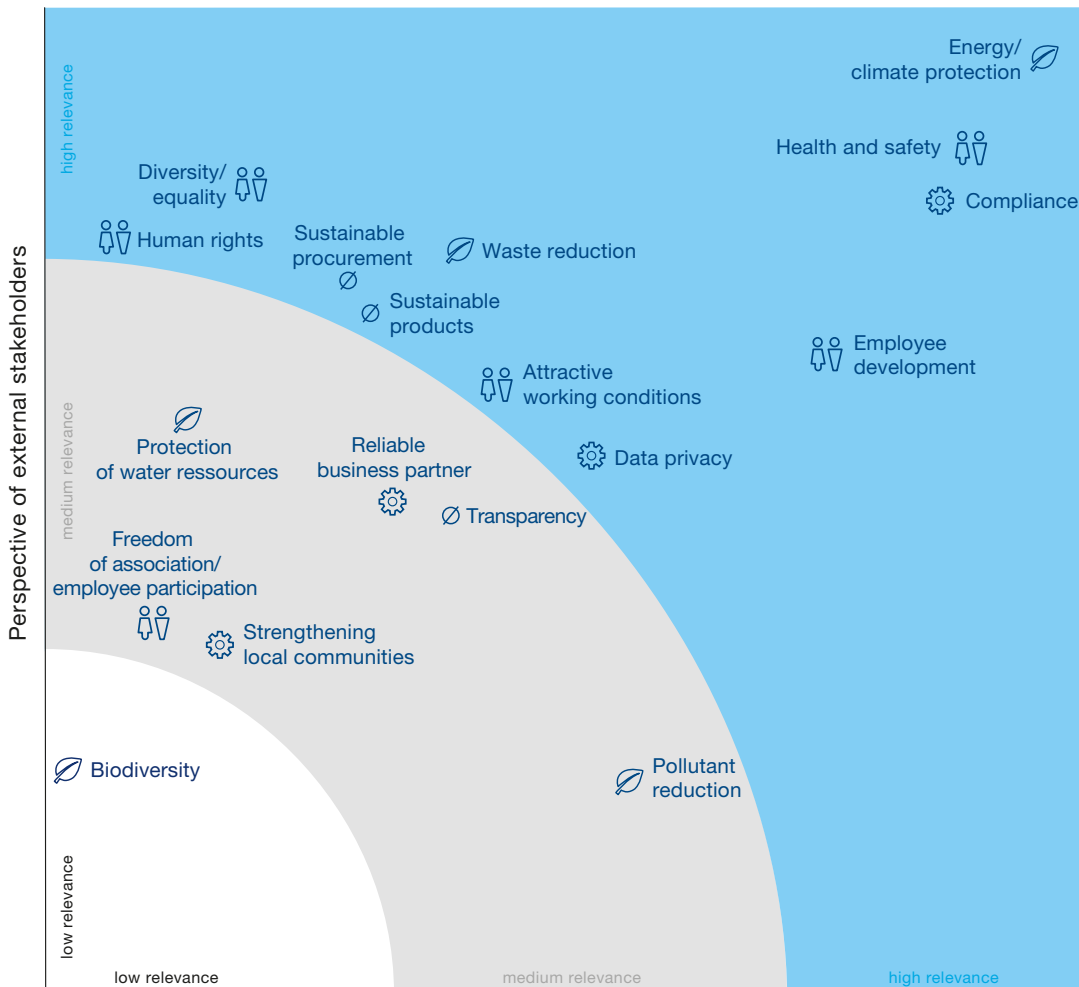 Perspective of external stakeholders
high relevance
medium relevance
low relevance
Energy/
climate protection
Health and safety
Compliance
Diversity/
equality
Human rights
Sustainable
procurement
Waste reduction
Sustainable
products
Employee
development
Attractive
working conditions
Data privacy
Protection
of water ressources
Reliable
business partner
Transparency
Freedom
of association/
employee participation
Strengthening
local communities
Biodiversity
Pollutant
reduction
low relevance
medium relevance
high relevance